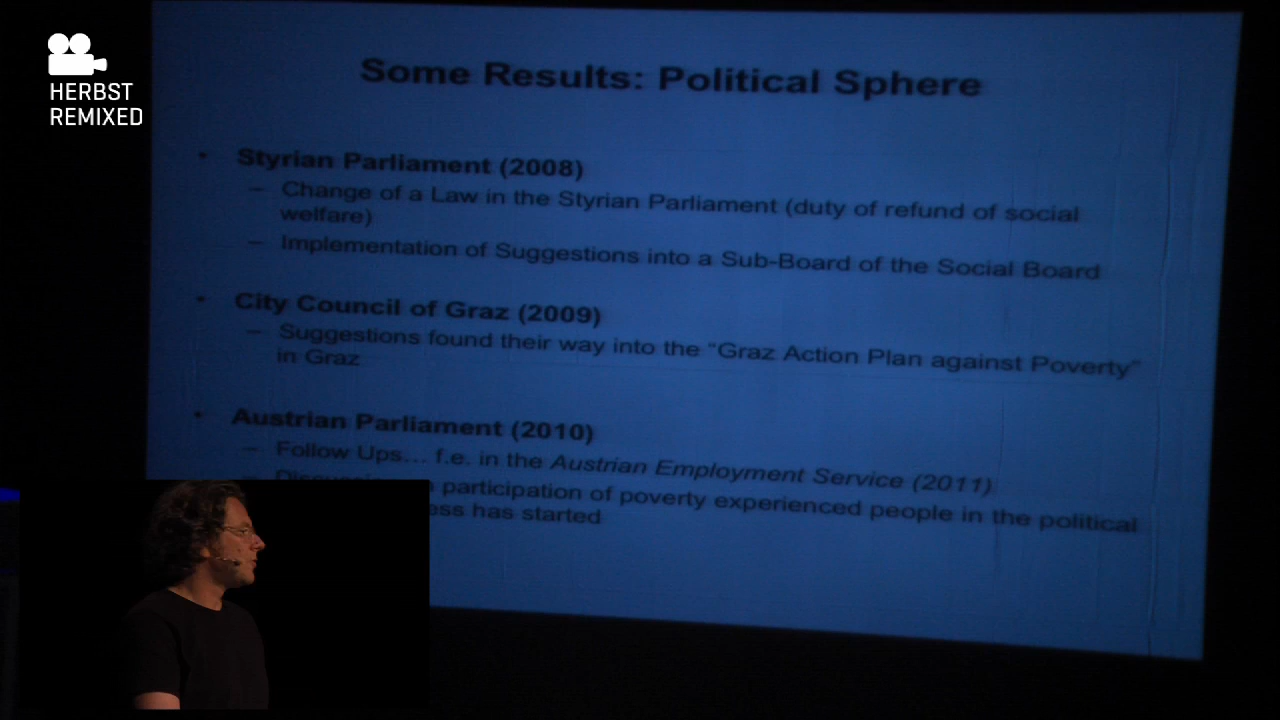 HERBST
REMIXED
Some Results: Political Sphere
• Styrian Parliament (2008)
– Change of a Law in the Styrian Parliament (duty of refund of social
welfare)
– Implementation of Suggestions into a Sub-Board of the Social Board
• City Council of Graz (2009)
– Suggestions found their way into the “Graz Action Plan against Poverty”
in Graz
• Austrian Parliament (2010)
– Follow Ups… f.e. in the Austrian Employment Service (2011)
participation of poverty experienced people in the political
has started